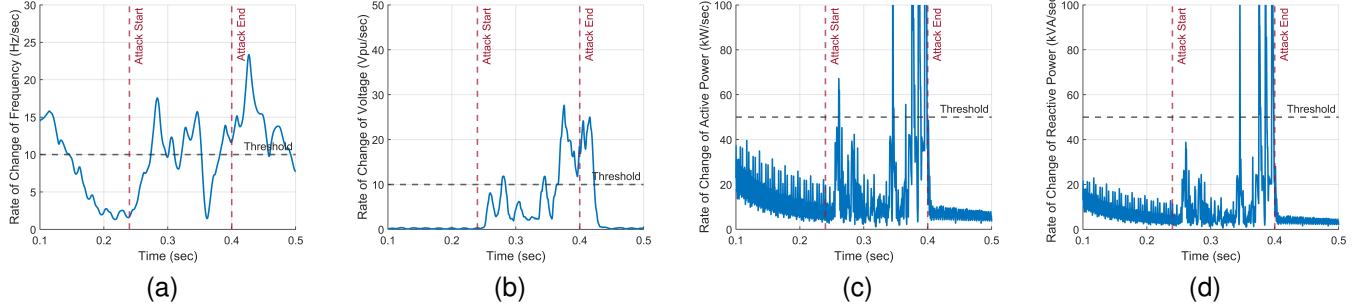 Rate of Change of Frequency (Hz/sec)
30
25
20
15
10
5
0
0.1 0.2 0.3 0.4 0.5
Time (sec)
Attack Start
Attack End
Threshold
(a)
Rate of Change of Voltage (Vpu/sec)
50
40
30
20
10
0
0.1 0.2 0.3 0.4 0.5
Time (sec)
Attack Start
Attack End
Threshold
(b)
Rate of Change of Active Power (kW/sec)
100
80
60
40
20
0
0.1 0.2 0.3 0.4 0.5
Time (sec)
Attack Start
Attack End
Threshold
(c)
Rate of Change of Reactive Power (kVA/sec)
100
80
60
40
20
0
0.1 0.2 0.3 0.4 0.5
Time (sec)
Attack Start
Attack End
Threshold
(d)